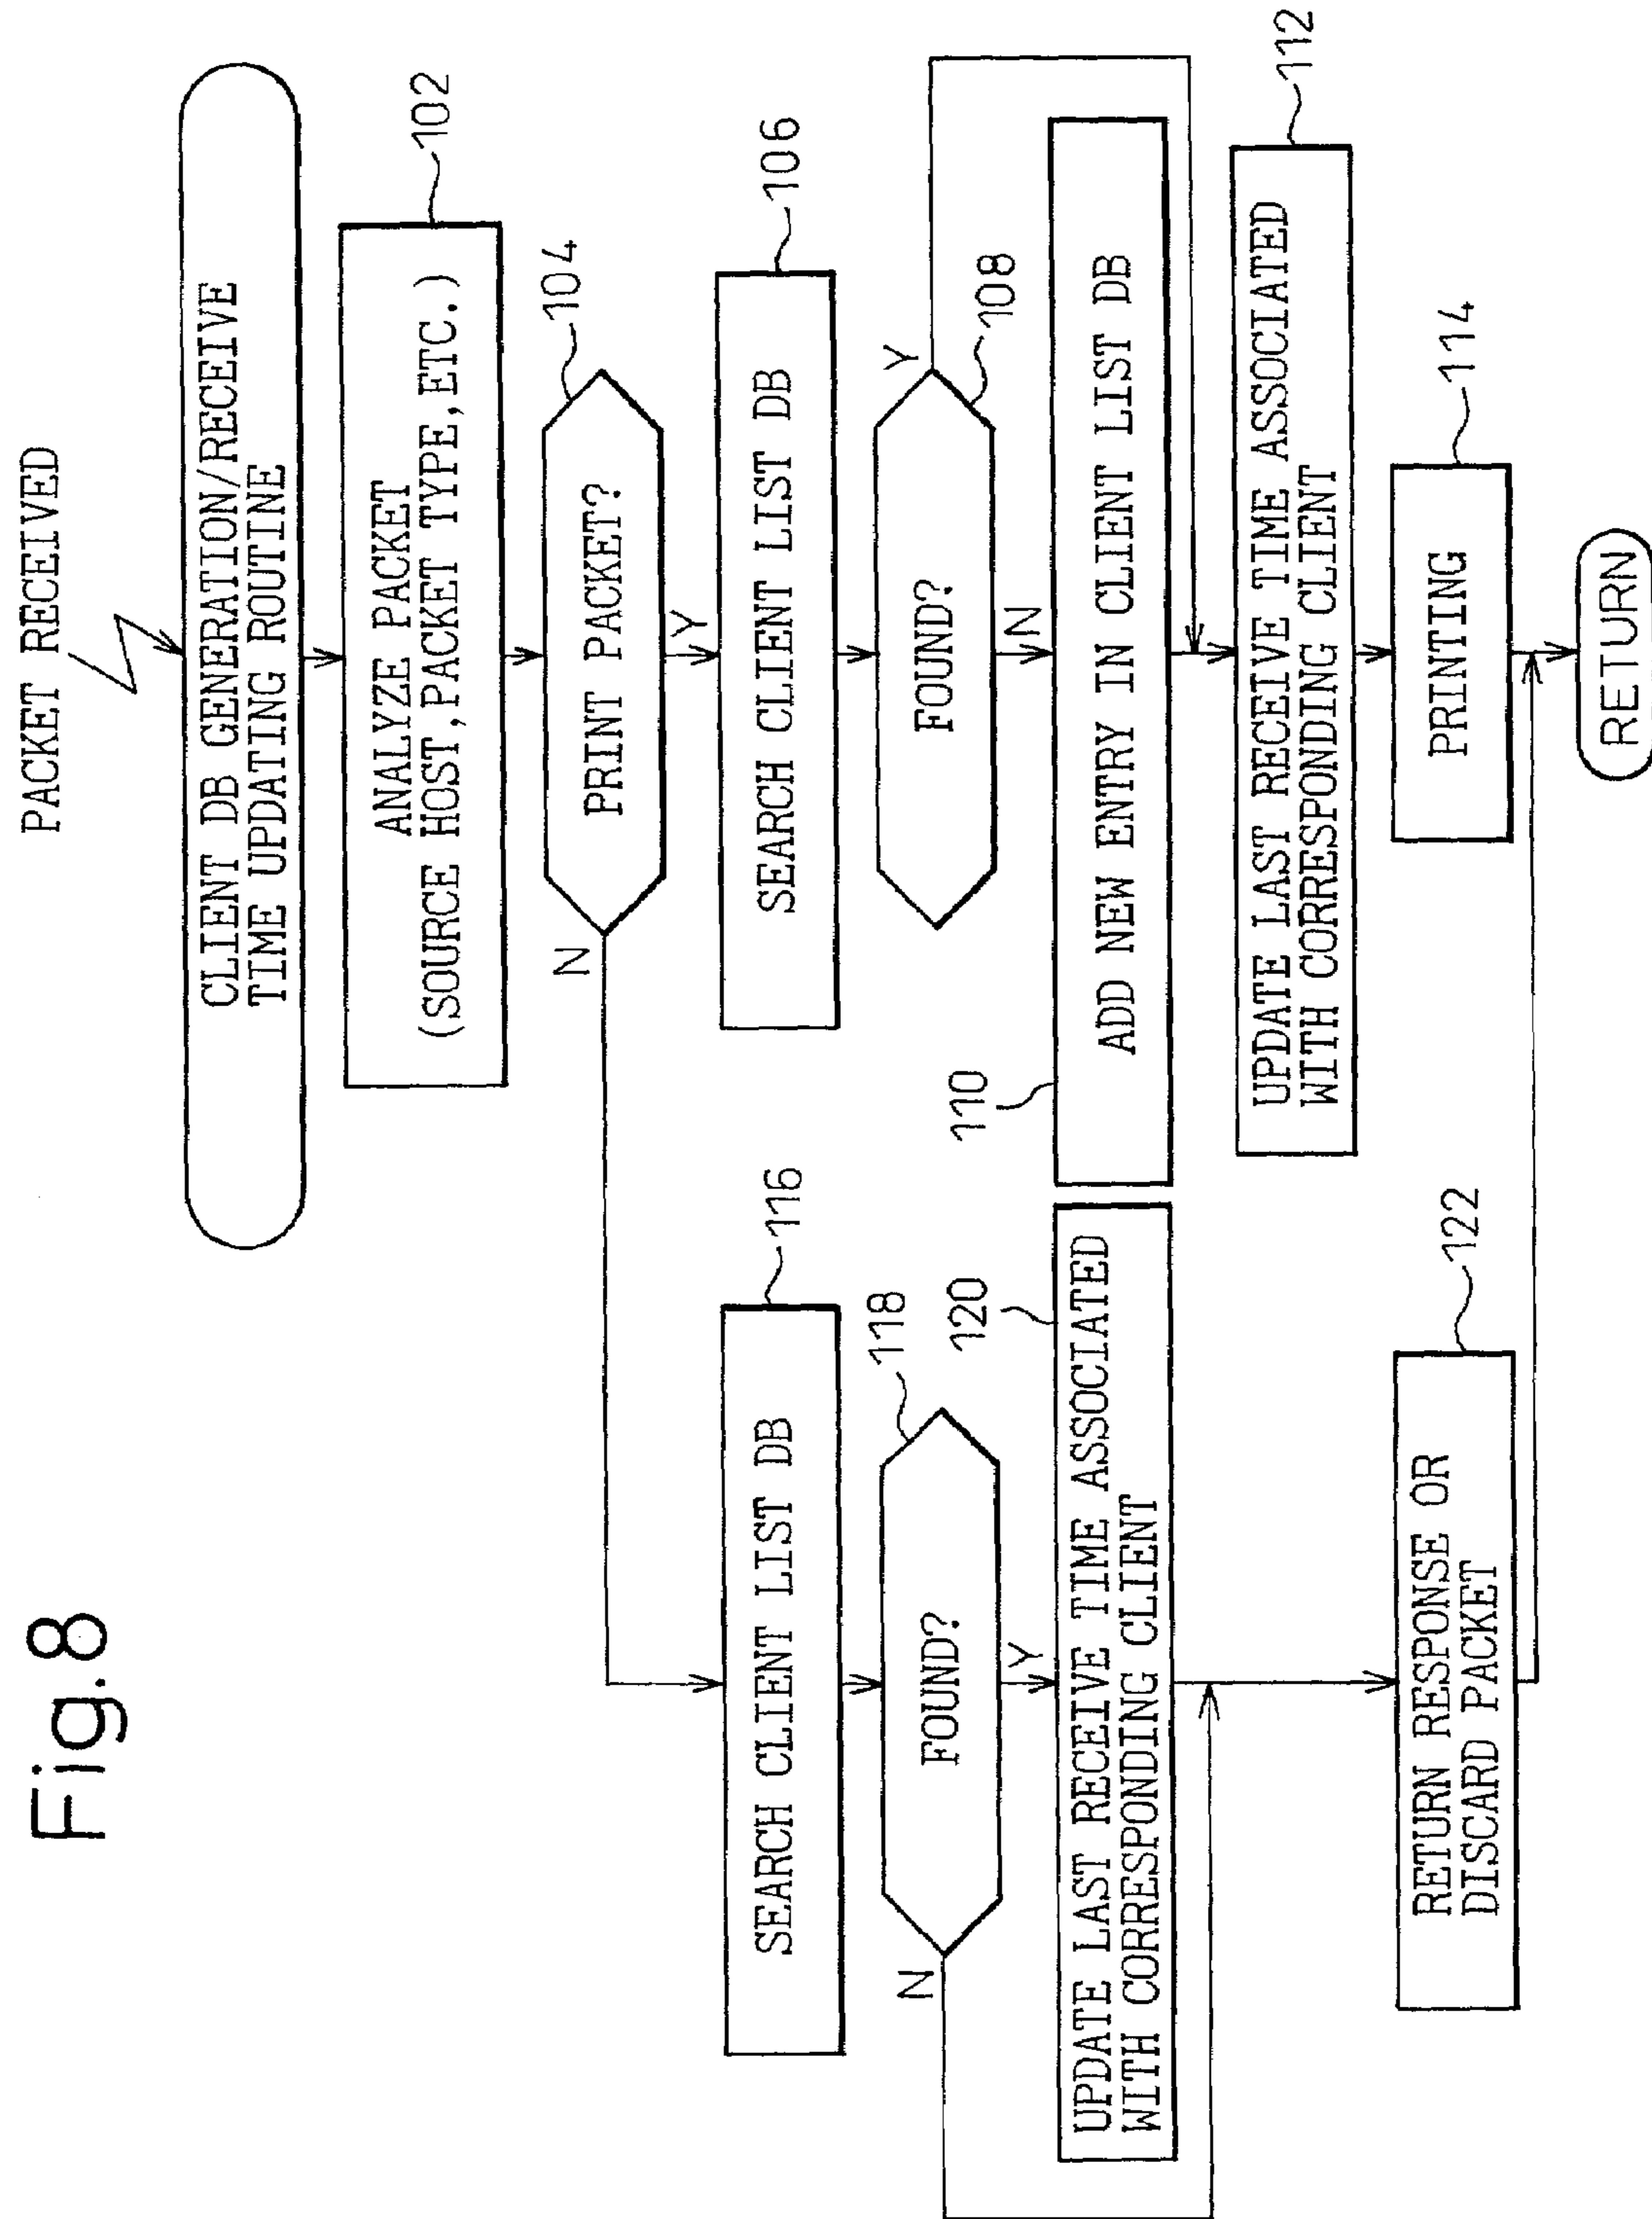 Fig.8
PACKET RECEIVED
CLIENT DB GENERATION/RECEIVE
TIME UPDATING ROUTINE
102
ANALYZE PACKET
(SOURCE HOST,PACKET TYPE,ETC.)
104
PRINT PACKET?
N
Y
106
SEARCH CLIENT LIST DB
108
FOUND?
Y
N
110
ADD NEW ENTRY IN CLIENT LIST DB
112
UPDATE LAST RECEIVE TIME ASSOCIATED
WITH CORRESPONDING CLIENT
114
PRINTING
116
SEARCH CLIENT LIST DB
118
FOUND?
N
Y
120
UPDATE LAST RECEIVE TIME ASSOCIATED
WITH CORRESPONDING CLIENT
122
RETURN RESPONSE OR
DISCARD PACKET
RETURN